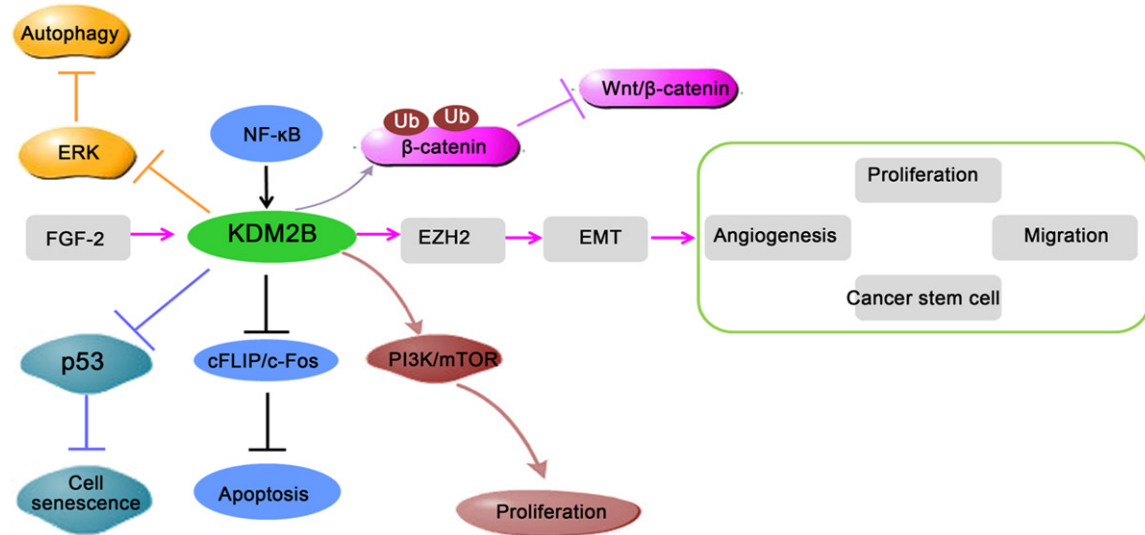 Autophagy
Wnt/β-catenin
Ub Ub
NF-κB
β-catenin
ERK
Proliferation
FGF-2
KDM2B
EZH2
EMT
Angiogenesis
Migration
Cancer stem cell
p53
cFLIP/c-Fos
PI3K/mTOR
Cell
senescence
Apoptosis
Proliferation